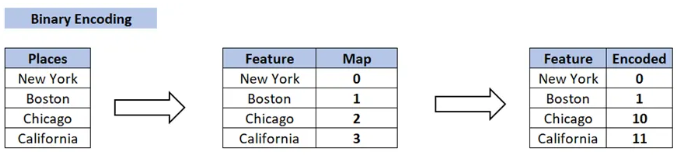 Binary Encoding
Places
New York
Boston
Chicago
California
Feature Map
New York 0
Boston 1
Chicago 2
California 3
Feature Encoded
New York 0
Boston 1
Chicago 10
California 11